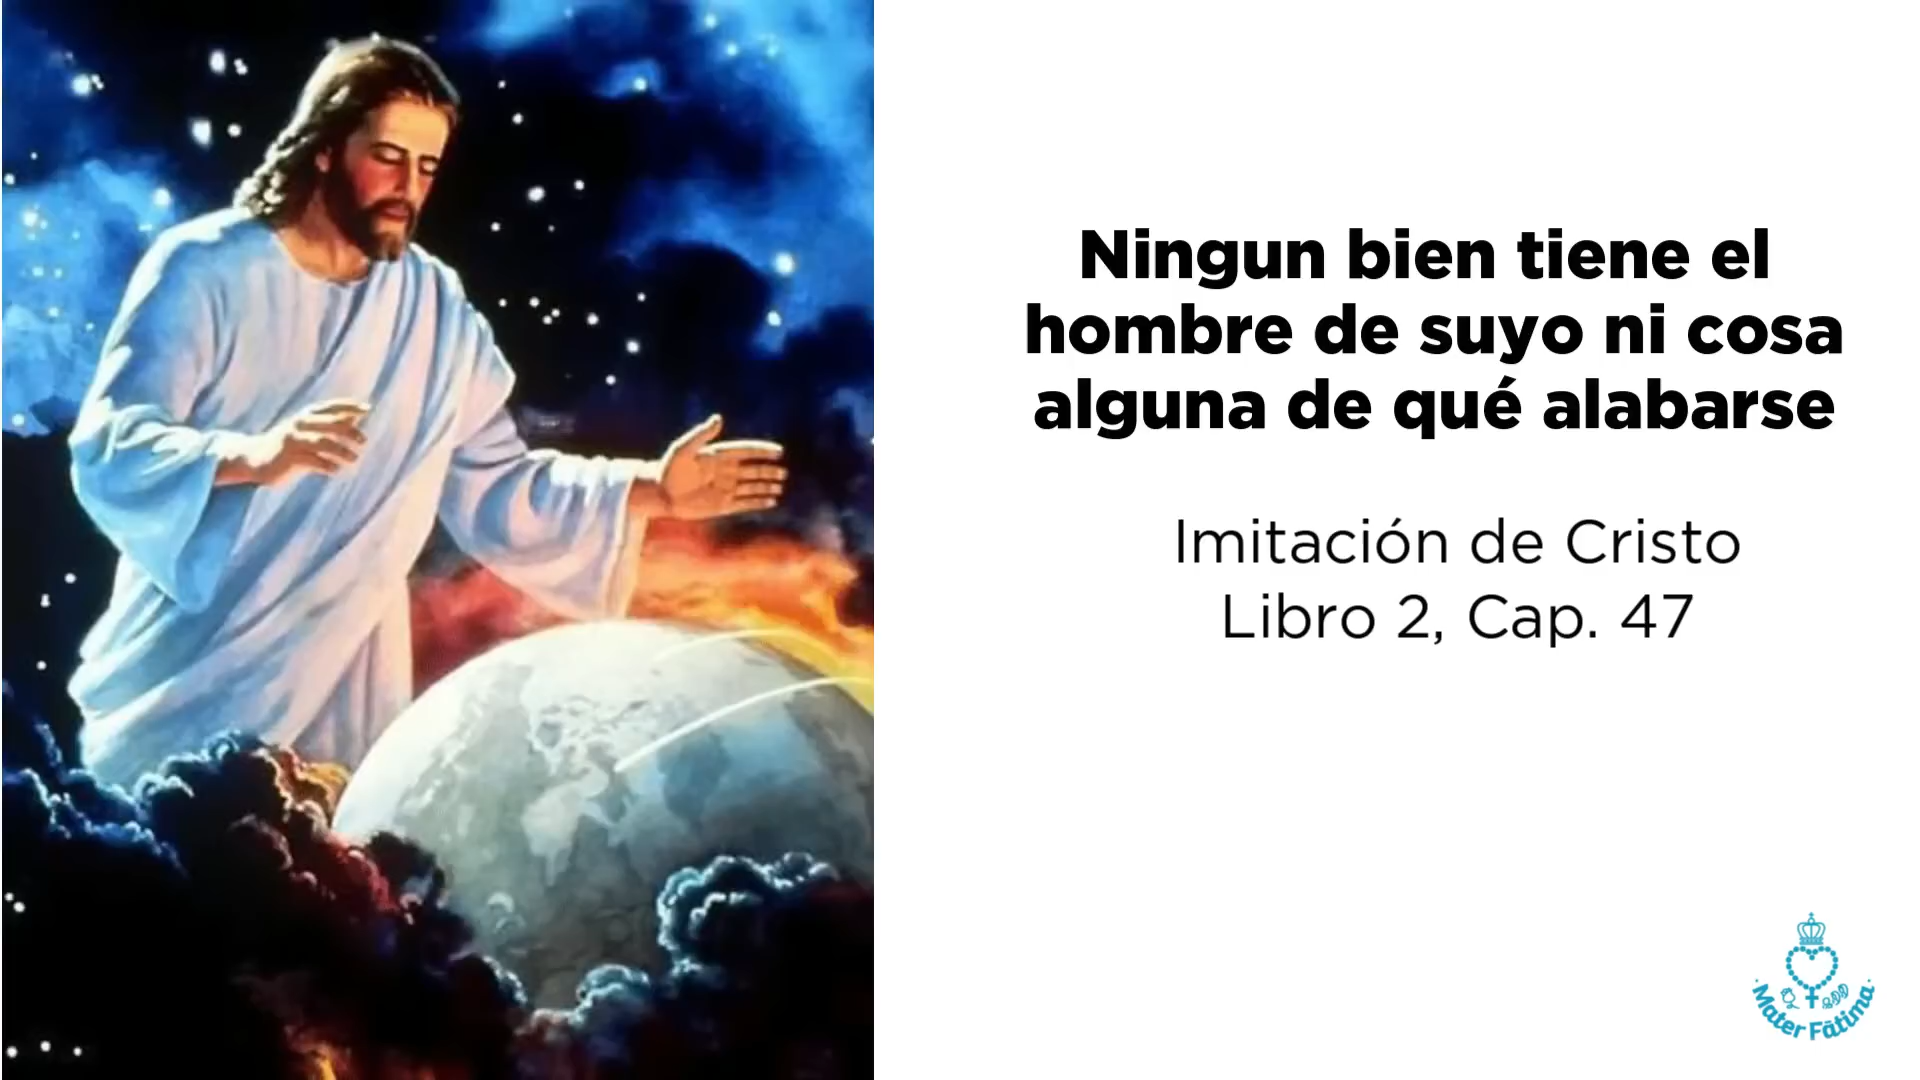 Ningun bien tiene el
hombre de suyo ni cosa
alguna de qué alabarse
Imitación de Cristo
Libro 2, Cap. 47
Mater Fátima